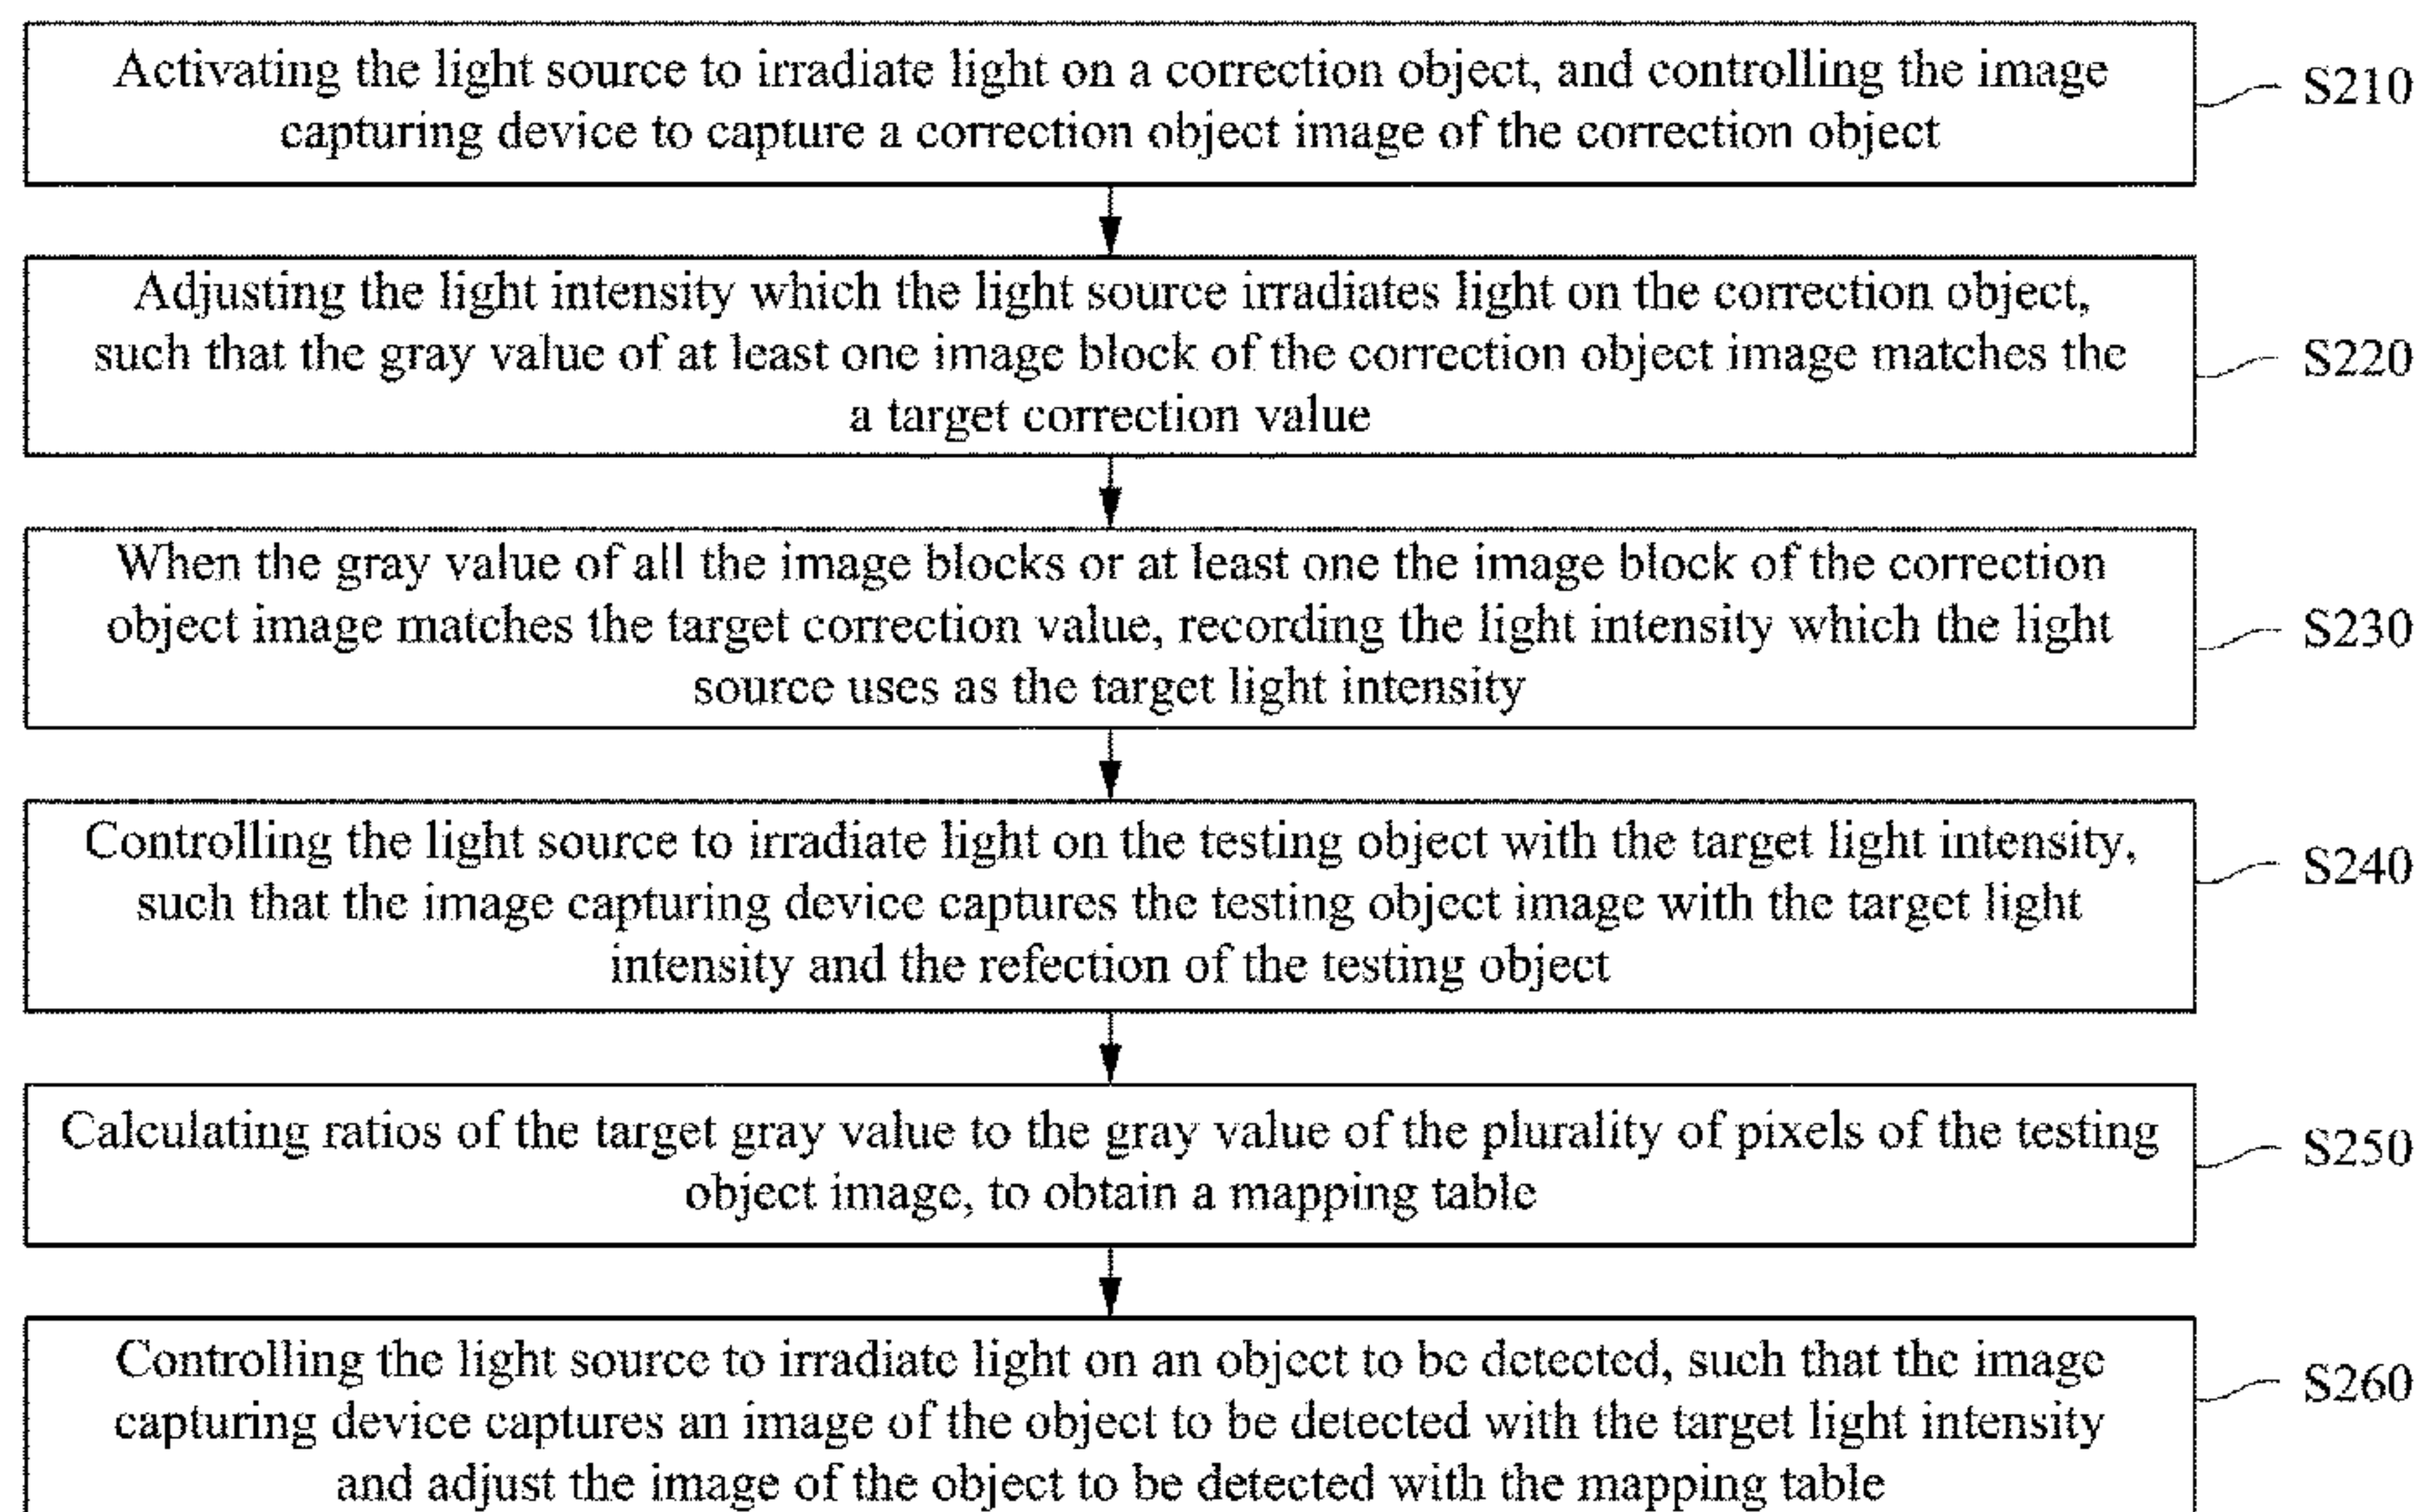 Activating the light source to irradiate light on a correction object, and controlling the image
capturing device to capture a correction object image of the correction object
S210
Adjusting the light intensity which the light source irradiates light on the correction object,
such that the gray value of at least one image block of the correction object image matches the
a target correction value
S220
When the gray value of all the image blocks or at least one the image block of the correction
object image matches the target correction value, recording the light intensity which the light
source uses as the target light intensity
S230
Controlling the light source to irradiate light on the testing object with the target light intensity,
such that the image capturing device captures the testing object image with the target light
intensity and the refection of the testing object
S240
Calculating ratios of the target gray value to the gray value of the plurality of pixels of the testing
object image, to obtain a mapping table
S250
Controlling the light source to irradiate light on an object to be detected, such that the image
capturing device captures an image of the object to be detected with the target light intensity
and adjust the image of the object to be detected with the mapping table
S260